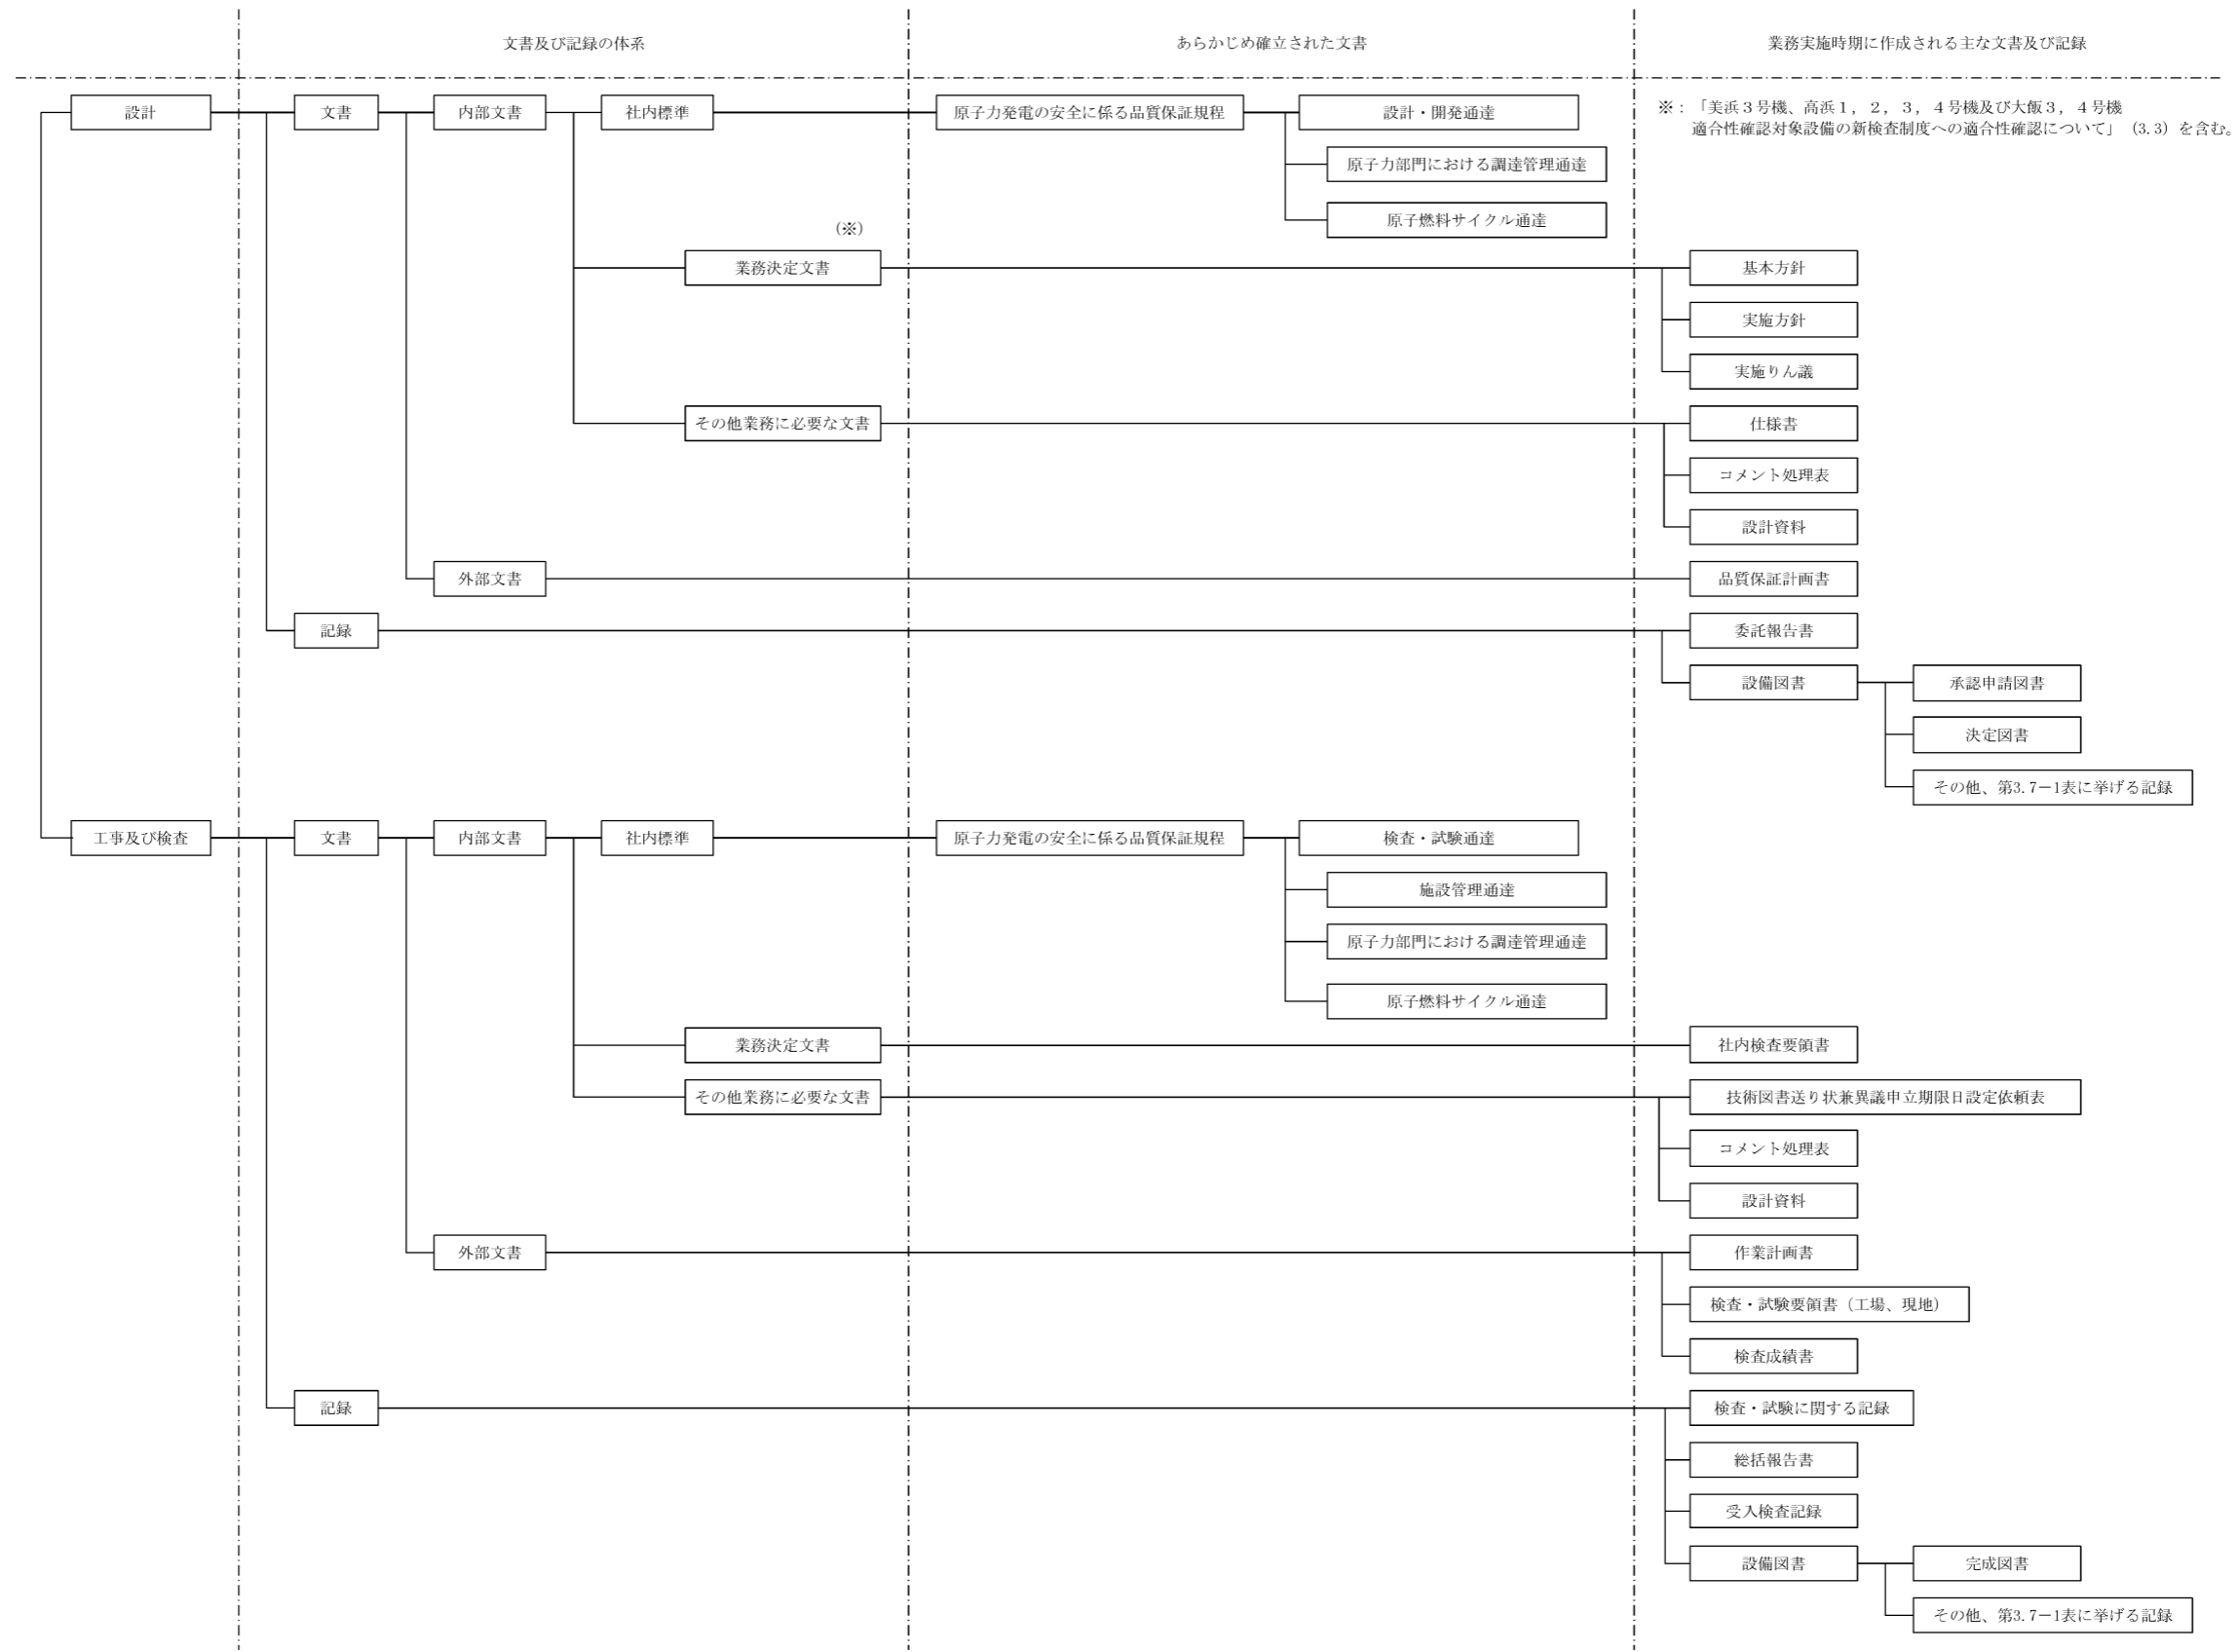 文書及び記録の体系
あらかじめ確立された文書
業務実施時期に作成される主な文書及び記録
設計
文書
内部文書
社内標準
原子力発電の安全に係る品質保証規程
設計・開発通達
※：「美浜３号機、高浜１，２，３，４号機及び大飯３，４号機
適合性確認対象設備の新検査制度への適合性確認について」（3.3）を含む。
原子力部門における調達管理通達
原子燃料サイクル通達
（※）
業務決定文書
基本方針
実施方針
実施りん議
その他業務に必要な文書
仕様書
コメント処理表
設計資料
外部文書
品質保証計画書
記録
委託報告書
設備図書
承認申請図書
決定図書
その他、第3.7－1表に挙げる記録
工事及び検査
文書
内部文書
社内標準
原子力発電の安全に係る品質保証規程
検査・試験通達
施設管理通達
原子力部門における調達管理通達
原子燃料サイクル通達
業務決定文書
社内検査要領書
その他業務に必要な文書
技術図書送り状兼異議申立期限日設定依頼表
コメント処理表
設計資料
外部文書
作業計画書
検査・試験要領書（工場、現地）
検査成績書
記録
検査・試験に関する記録
総括報告書
受入検査記録
設備図書
完成図書
その他、第3.7－1表に挙げる記録